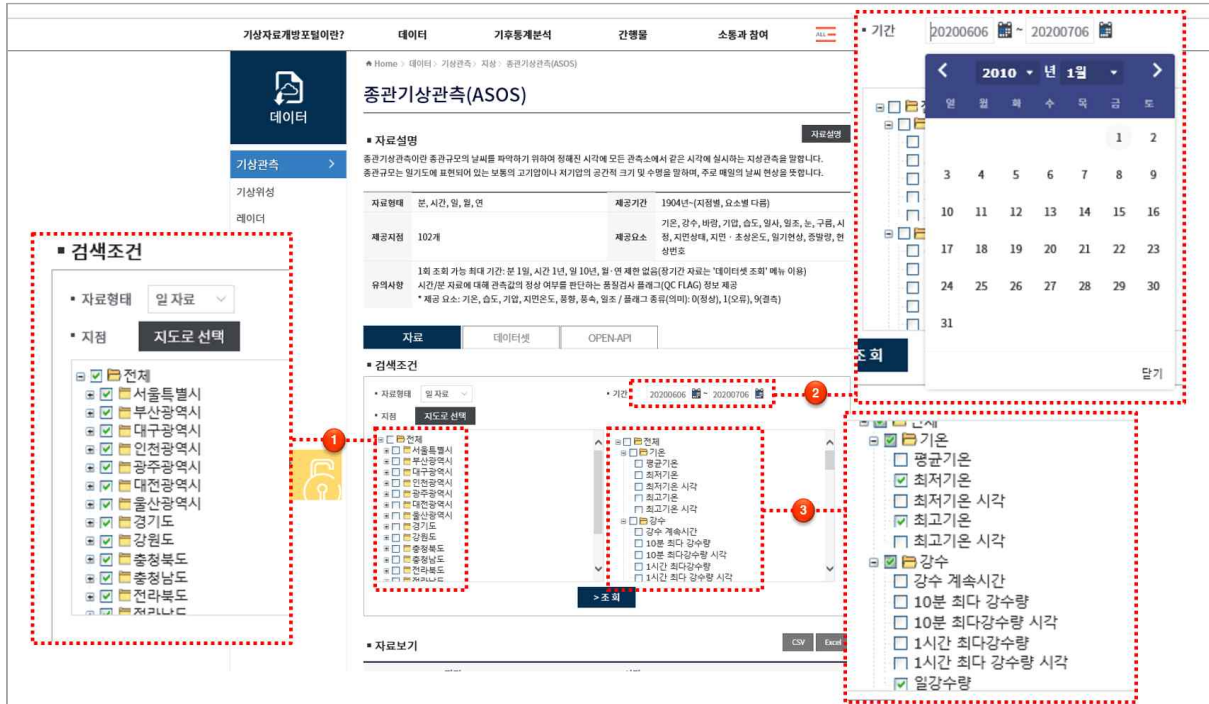 기상자료개방포털이란?
데이터
기후통계분석
간행물
소통과 참여
ALL
Home > 데이터 > 기상관측 > 지상 > 종관기상관측(ASOS)
데이터
기상관측 >
기상위성
레이더
종관기상관측(ASOS)
▪ 자료설명
자료설명
종관기상관측이란 종관규모의 날씨를 파악하기 위하여 정해진 시각에 모든 관측소에서 같은 시각에 실시하는 지상관측을 말합니다.
종관규모는 일기도에 표현되어 있는 보통의 고기압이나 저기압의 공간적 크기 및 수명을 말하며, 주로 매일의 날씨 현상을 뜻합니다.
자료형태 분, 시간, 일, 월, 연 제공기간 1904년~(지점별, 요소별 다름)
제공지점 102개 제공요소 기온, 강수, 바람, 기압, 습도, 일사, 일조, 눈, 구름, 시
정, 지면상태, 지면 · 초상온도, 일기현상, 증발량, 현
상번호
유의사항 1회 조회 가능 최대 기간: 분 1일, 시간 1년, 일 10년, 월·연 제한 없음(장기간 자료는 '데이터셋 조회' 메뉴 이용)
시간/분 자료에 대해 관측값의 정상 여부를 판단하는 품질검사 플래그(QC FLAG) 정보 제공
* 제공 요소: 기온, 습도, 기압, 지면온도, 풍향, 풍속, 일조 / 플래그 종류(의미): 0(정상), 1(오류), 9(결측)
자료
데이터셋
OPEN-API
▪ 검색조건
• 자료형태 일 자료
• 기간 20200606 ~ 20200706
2
• 지점 지도로 선택
1
전체
서울특별시
부산광역시
대구광역시
인천광역시
광주광역시
대전광역시
울산광역시
경기도
강원도
충청북도
충청남도
전라북도
전라남도
전체
기온
평균기온
최저기온
최저기온 시각
최고기온
최고기온 시각
강수
강수 계속시간
10분 최다 강수량
10분 최다강수량 시각
1시간 최다강수량
1시간 최다 강수량 시각
3
>조 회
▪ 자료보기
CSV
Excel
▪ 검색조건
• 자료형태 일 자료
• 지점 지도로 선택
전체
서울특별시
부산광역시
대구광역시
인천광역시
광주광역시
대전광역시
울산광역시
경기도
강원도
충청북도
충청남도
전라북도
전라남도
• 기간 20200606 ~ 20200706
< 2010 년 1월 >
일 월 화 수 목 금 토
1 2
3 4 5 6 7 8 9
10 11 12 13 14 15 16
17 18 19 20 21 22 23
24 25 26 27 28 29 30
31
닫기
조 회
전체
기온
평균기온
최저기온
최저기온 시각
최고기온
최고기온 시각
강수
강수 계속시간
10분 최다 강수량
10분 최다강수량 시각
1시간 최다강수량
1시간 최다 강수량 시각
일강수량